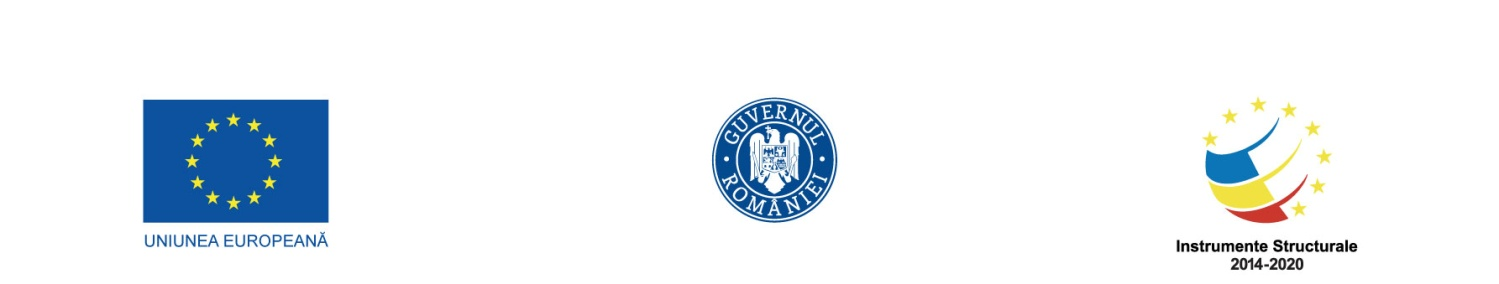 GUVERNUL
ROMÂNIEI
UNIUNEA EUROPEANĂ
Instrumente Structurale
2014-2020